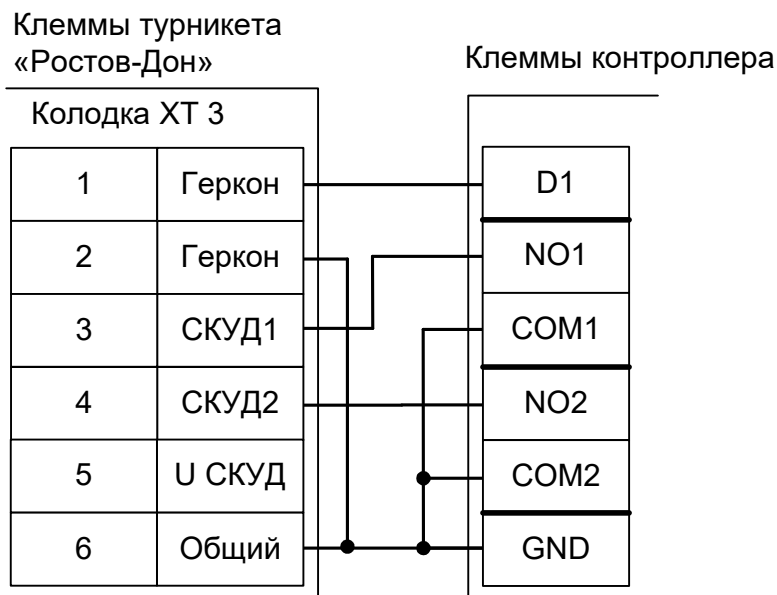 Клеммы турникета
«Ростов-Дон»
Клеммы контроллера
Колодка XT 3
1 Геркон D1
2 Геркон NO1
3 СКУД1 COM1
4 СКУД2 NO2
5 U СКУД COM2
6 Общий GND